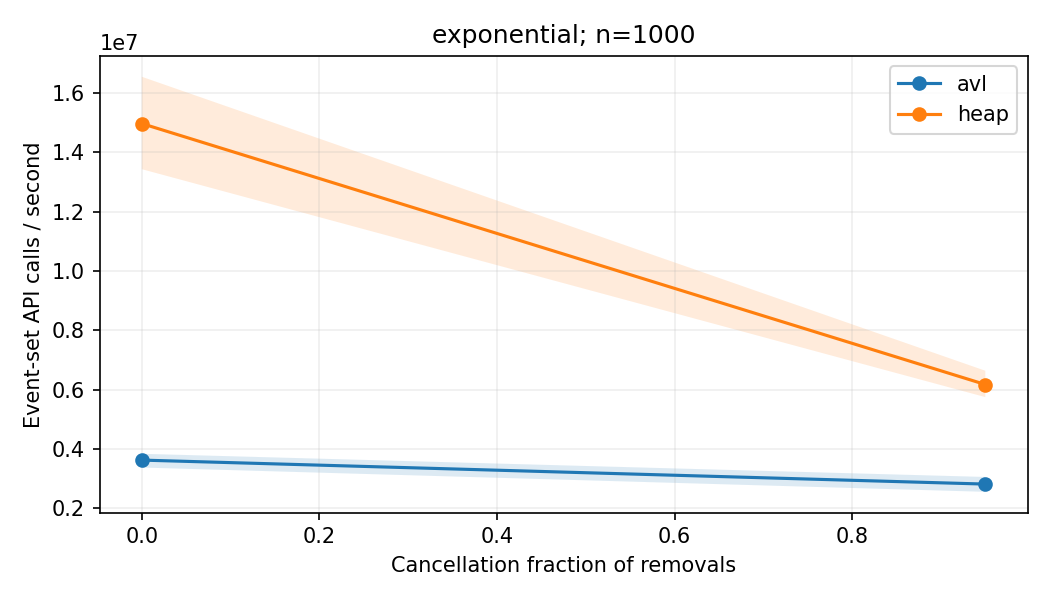 exponential; n=1000
1e7
1.6
1.4
1.2
1.0
0.8
0.6
0.4
0.2
Event-set API calls / second
avl
heap
0.0 0.2 0.4 0.6 0.8
Cancellation fraction of removals